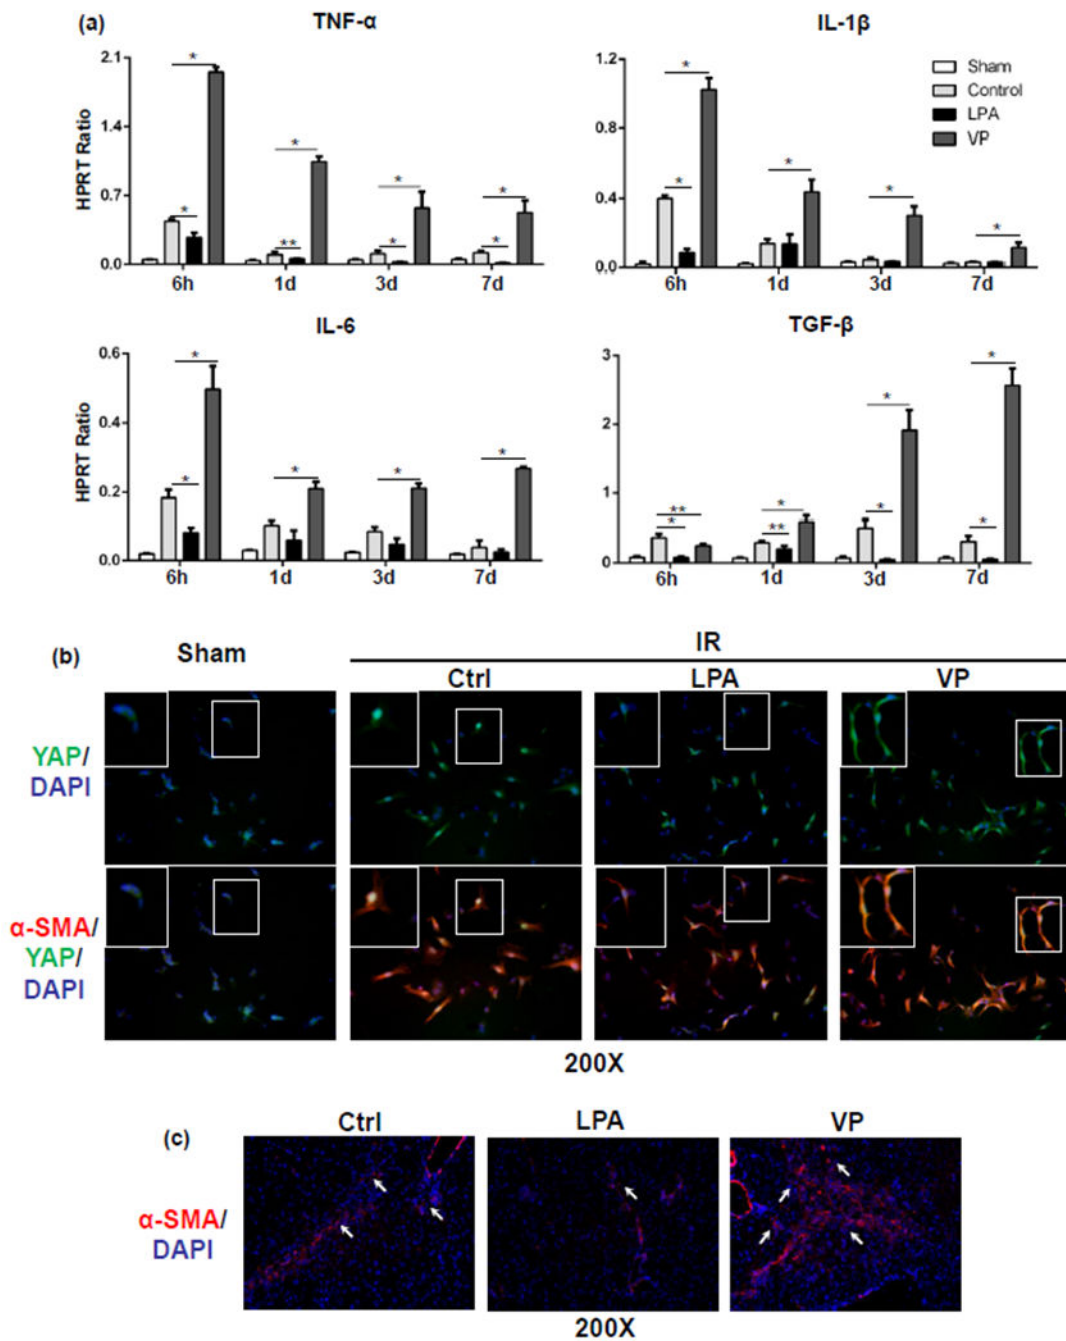 (a)
TNF-α
IL-1β
HPRT Ratio
2.1
1.4
0.7
0.0
*
*
*
**
*
*
*
*
6h 1d 3d 7d
1.2
0.8
0.4
0.0
*
*
*
*
*
6h 1d 3d 7d
Sham
Control
LPA
VP
IL-6
TGF-β
HPRT Ratio
0.6
0.4
0.2
0.0
*
*
*
*
*
6h 1d 3d 7d
3
2
1
0
**
*
*
**
*
*
*
*
6h 1d 3d 7d
(b)
Sham
IR
Ctrl LPA VP
YAP/
DAPI
α-SMA/
YAP/
DAPI
200X
(c)
Ctrl LPA VP
α-SMA/
DAPI
200X